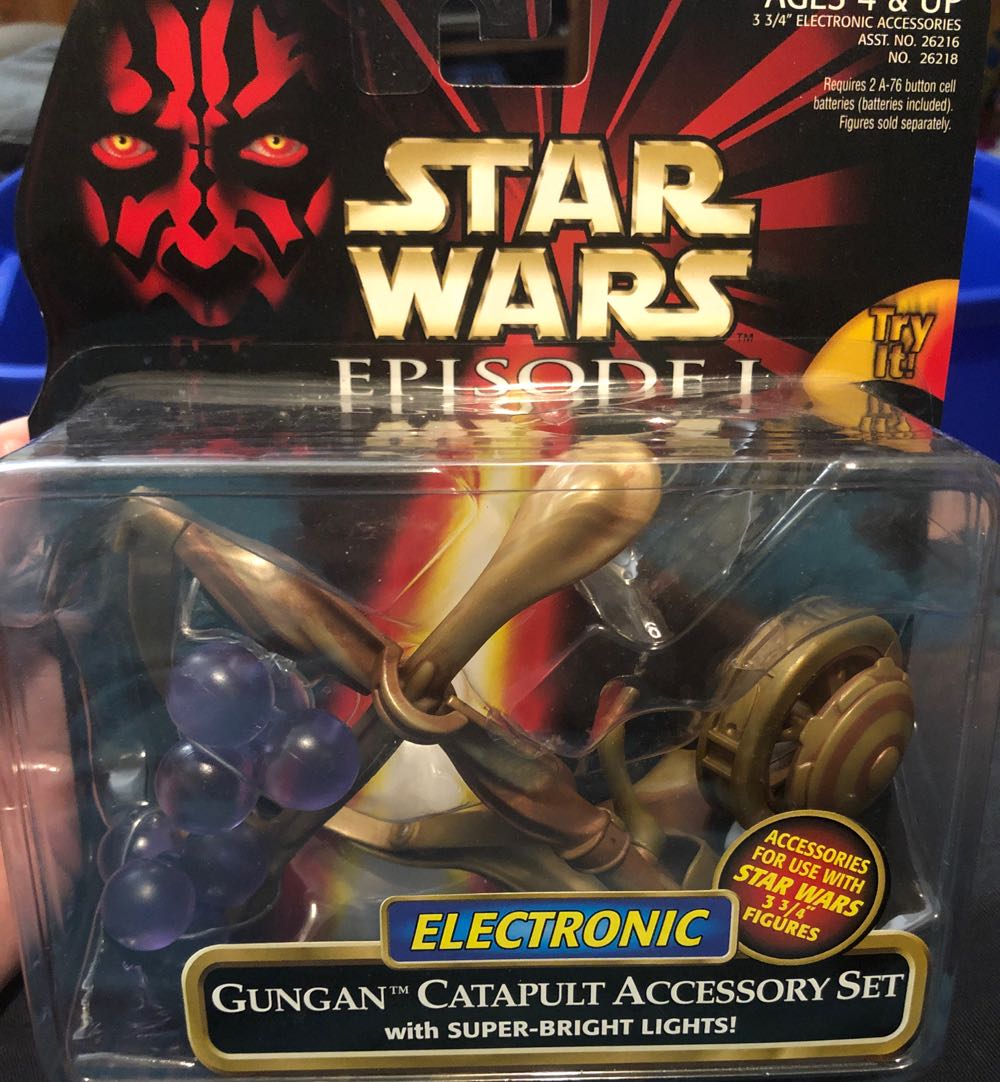 AGES 4 & UP
3 3/4" ELECTRONIC ACCESSORIES
ASST. NO. 26216
NO. 26218
Requires 2 A-76 button cell
batteries (batteries included).
Figures sold separately.
STAR
WARS
TM
EPISODE I
Try
It!
ACCESSORIES
FOR USE WITH
STAR WARS
3 3/4"
FIGURES
ELECTRONIC
GUNGAN™ CATAPULT ACCESSORY SET
with SUPER-BRIGHT LIGHTS!